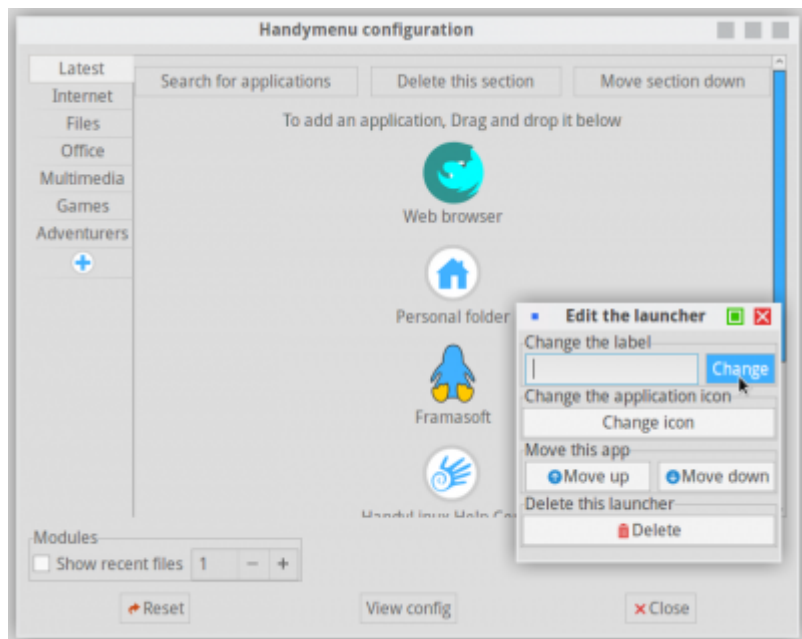 Handymenu configuration
Latest
Internet
Files
Office
Multimedia
Games
Adventurers
Search for applications
Delete this section
Move section down
To add an application, Drag and drop it below
Web browser
Personal folder
Framasoft
HandyLinux Help
Edit the launcher
Change the label
Change
Change the application icon
Change icon
Move this app
Move up
Move down
Delete this launcher
Delete
Modules
Show recent files
1
Reset
View config
Close